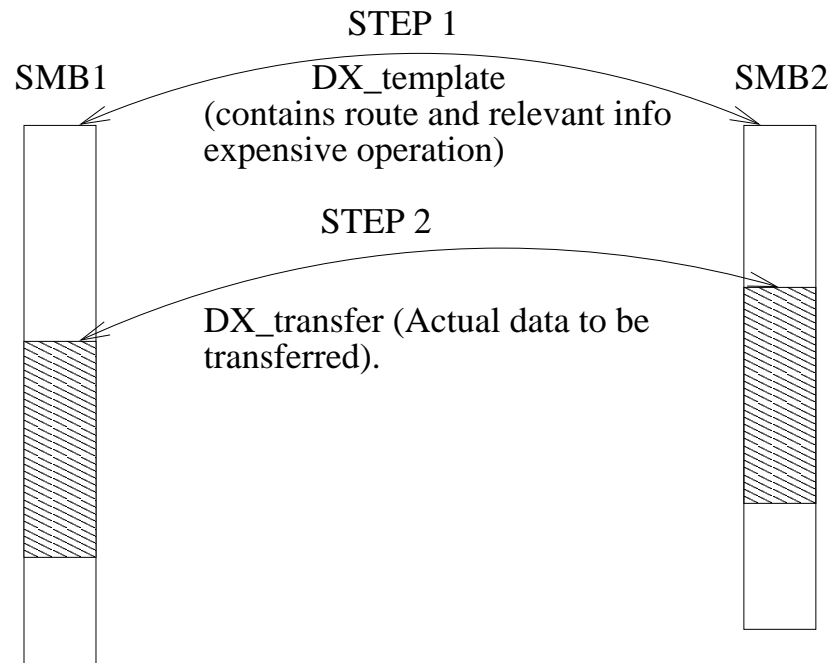 STEP 1
SMB1
SMB2
DX_template
(contains route and relevant info
expensive operation)
STEP 2
DX_transfer (Actual data to be
transferred).